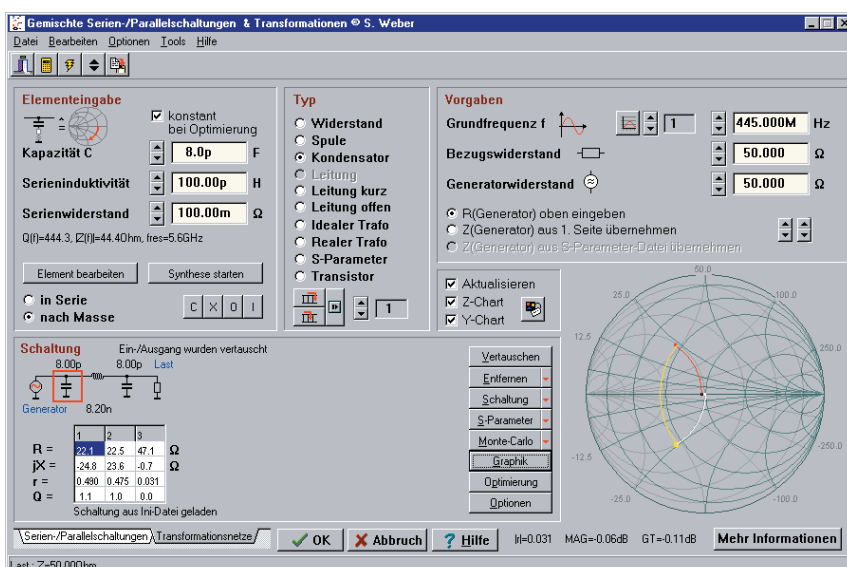 Gemischte Serien-/Parallelschaltungen & Transformationen © S. Weber
Datei Bearbeiten Optionen Tools Hilfe
Elementeingabe
konstant
bei Optimierung
Kapazität C 8.0p F
Serieninduktivität 100.00p H
Serienwiderstand 100.00m Ω
Q(f)=444.3, |Z(f)|=44.4Ohm, fres=5.6GHz
Element bearbeiten Synthese starten
in Serie
nach Masse
C X O I
Typ
Widerstand
Spule
Kondensator
Leitung
Leitung kurz
Leitung offen
Idealer Trafo
Realer Trafo
S-Parameter
Transistor
1
Vorgaben
Grundfrequenz f 1 445.000M Hz
Bezugswiderstand 50.000 Ω
Generatorwiderstand 50.000 Ω
R(Generator) oben eingeben
Z(Generator) aus 1. Seite übernehmen
Z(Generator) aus S-Parameter-Datei übernehmen
Aktualisieren
Z-Chart
Y-Chart
50.0
25.0 100.0
12.5
250.0
-12.5
-250.0
-25.0 -100.0
Schaltung Ein-/Ausgang wurden vertauscht
8.00p 8.00p Last
Generator 8.20n
1 2 3
R = 22.1 22.5 47.1 Ω
jX = -24.8 23.6 -0.7 Ω
r = 0.490 0.475 0.031
Q = 1.1 1.0 0.0
Schaltung aus Ini-Datei geladen
Vertauschen
Entfernen
Schaltung
S-Parameter
Monte-Carlo
Graphik
Optimierung
Optionen
Serien-/Parallelschaltungen Transformationsnetze OK Abbruch Hilfe |r|=0.031 MAG=-0.06dB GT=-0.11dB Mehr Informationen
Last : Z=50.000Ohm